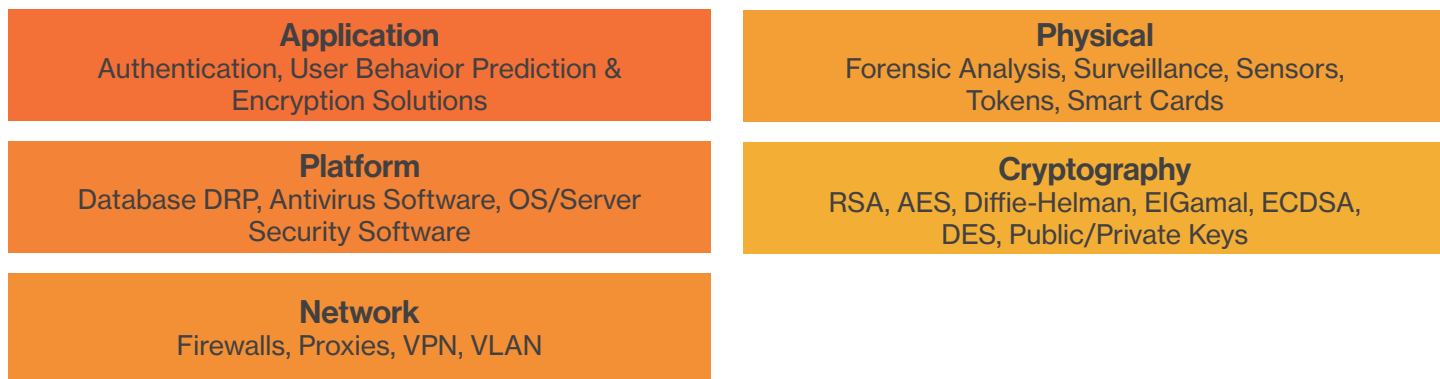 Application
Authentication, User Behavior Prediction &
Encryption Solutions
Platform
Database DRP, Antivirus Software, OS/Server
Security Software
Network
Firewalls, Proxies, VPN, VLAN
Physical
Forensic Analysis, Surveillance, Sensors,
Tokens, Smart Cards
Cryptography
RSA, AES, Diffie-Helman, EIGamal, ECDSA,
DES, Public/Private Keys